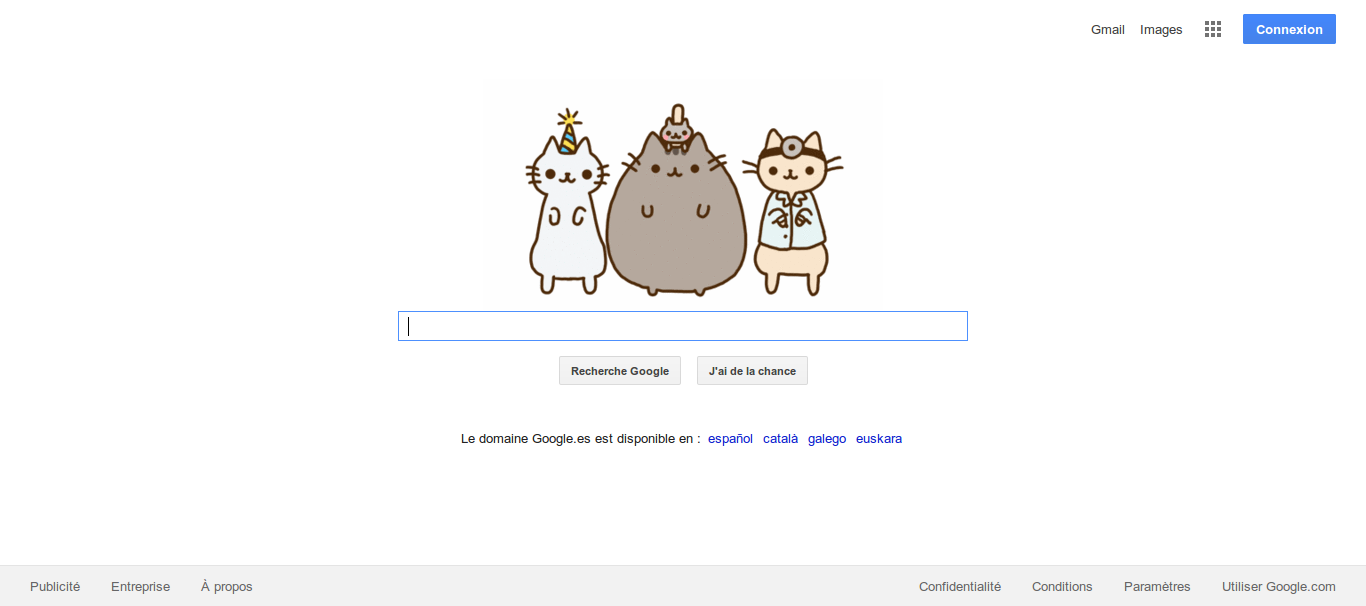 Gmail Images Connexion
Recherche Google J'ai de la chance
Le domaine Google.es est disponible en : español català galego euskara
Publicité Entreprise À propos Confidentialité Conditions Paramètres Utiliser Google.com